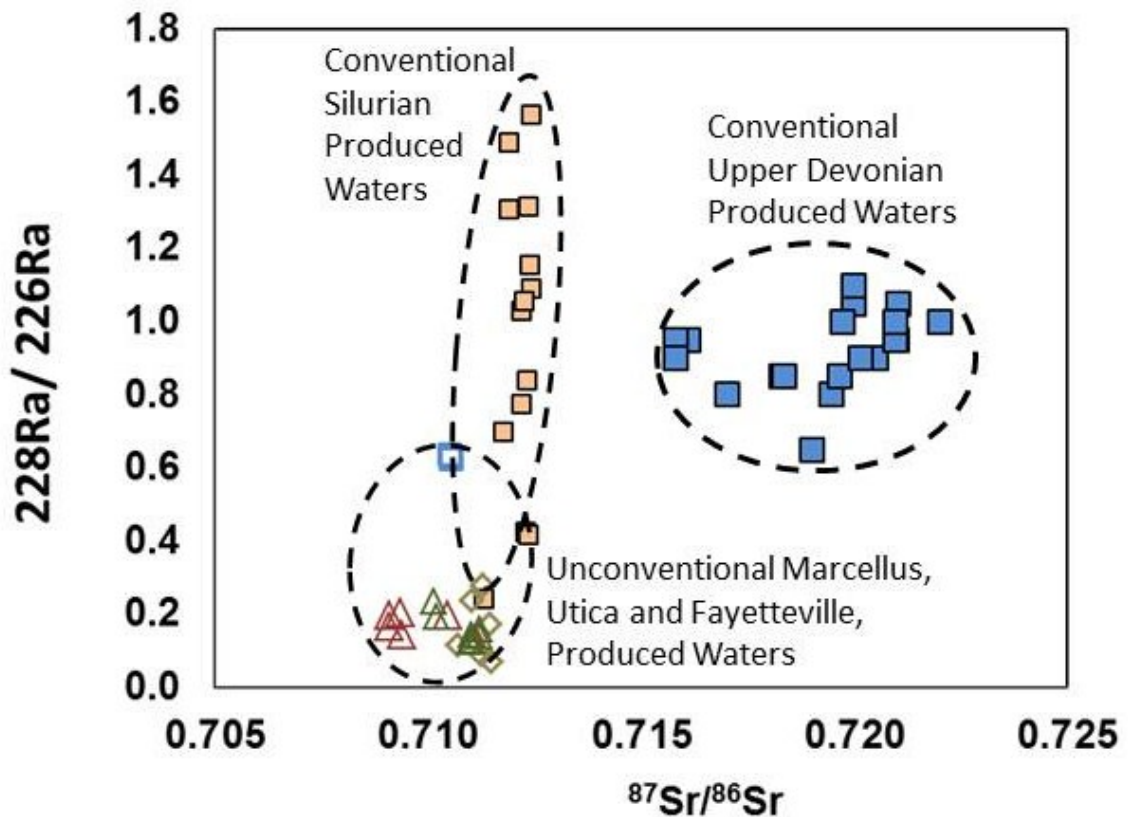 1.8
1.6
1.4
1.2
1.0
0.8
0.6
0.4
0.2
0.0
228Ra/ 226Ra
Conventional
Silurian
Produced
Waters
Conventional
Upper Devonian
Produced Waters
Unconventional Marcellus,
Utica and Fayetteville,
Produced Waters
0.705 0.710 0.715 0.720 0.725
⁸⁷Sr/⁸⁶Sr